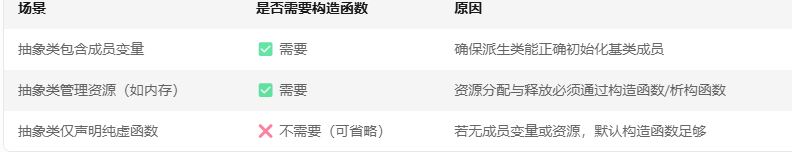 场景 是否需要构造函数 原因
抽象类包含成员变量 ✅ 需要 确保派生类能正确初始化基类成员
抽象类管理资源（如内存） ✅ 需要 资源分配与释放必须通过构造函数/析构函数
抽象类仅声明纯虚函数 ❌ 不需要（可省略） 若无成员变量或资源，默认构造函数足够